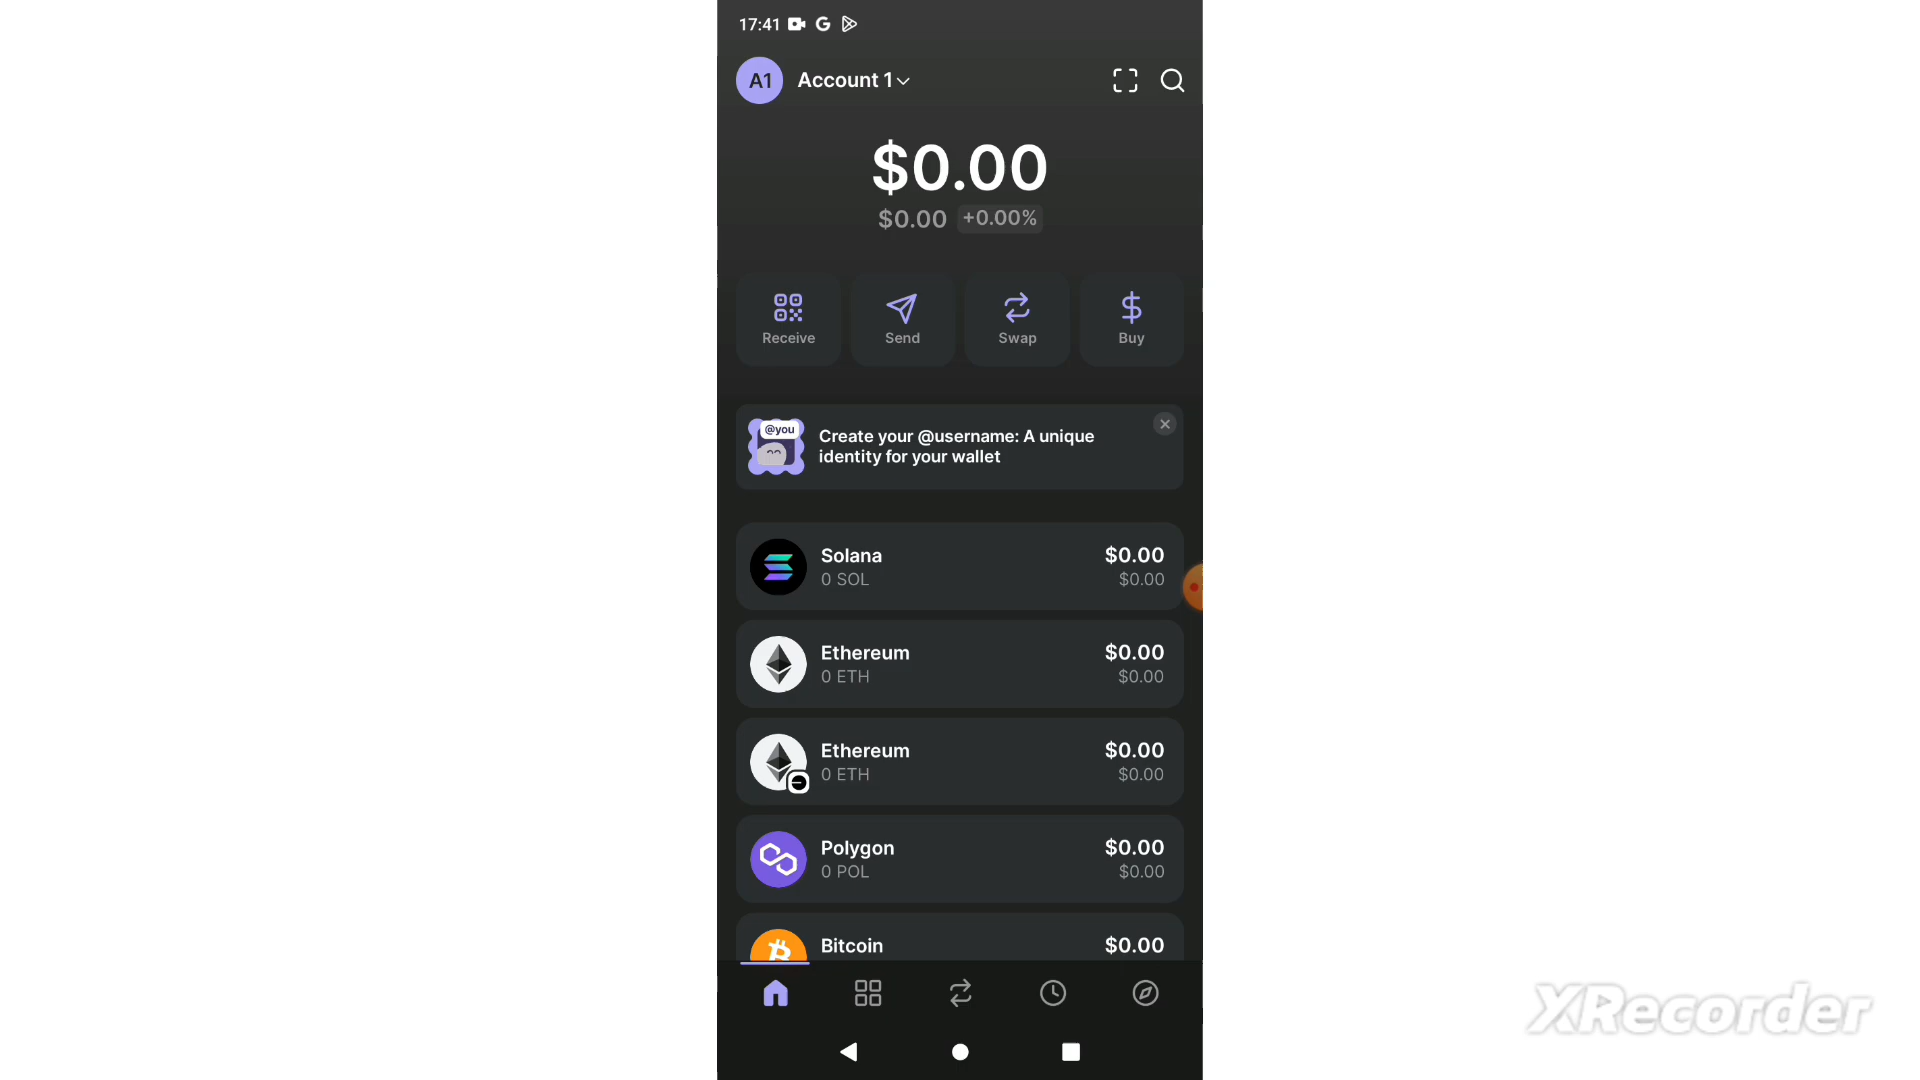 17:41
A1 Account 1
$0.00
$0.00 +0.00%
Receive Send Swap Buy
@you
Create your @username: A unique
identity for your wallet
Solana $0.00
0 SOL $0.00
Ethereum $0.00
0 ETH $0.00
Ethereum $0.00
0 ETH $0.00
Polygon $0.00
0 POL $0.00
Bitcoin $0.00
XRecorder